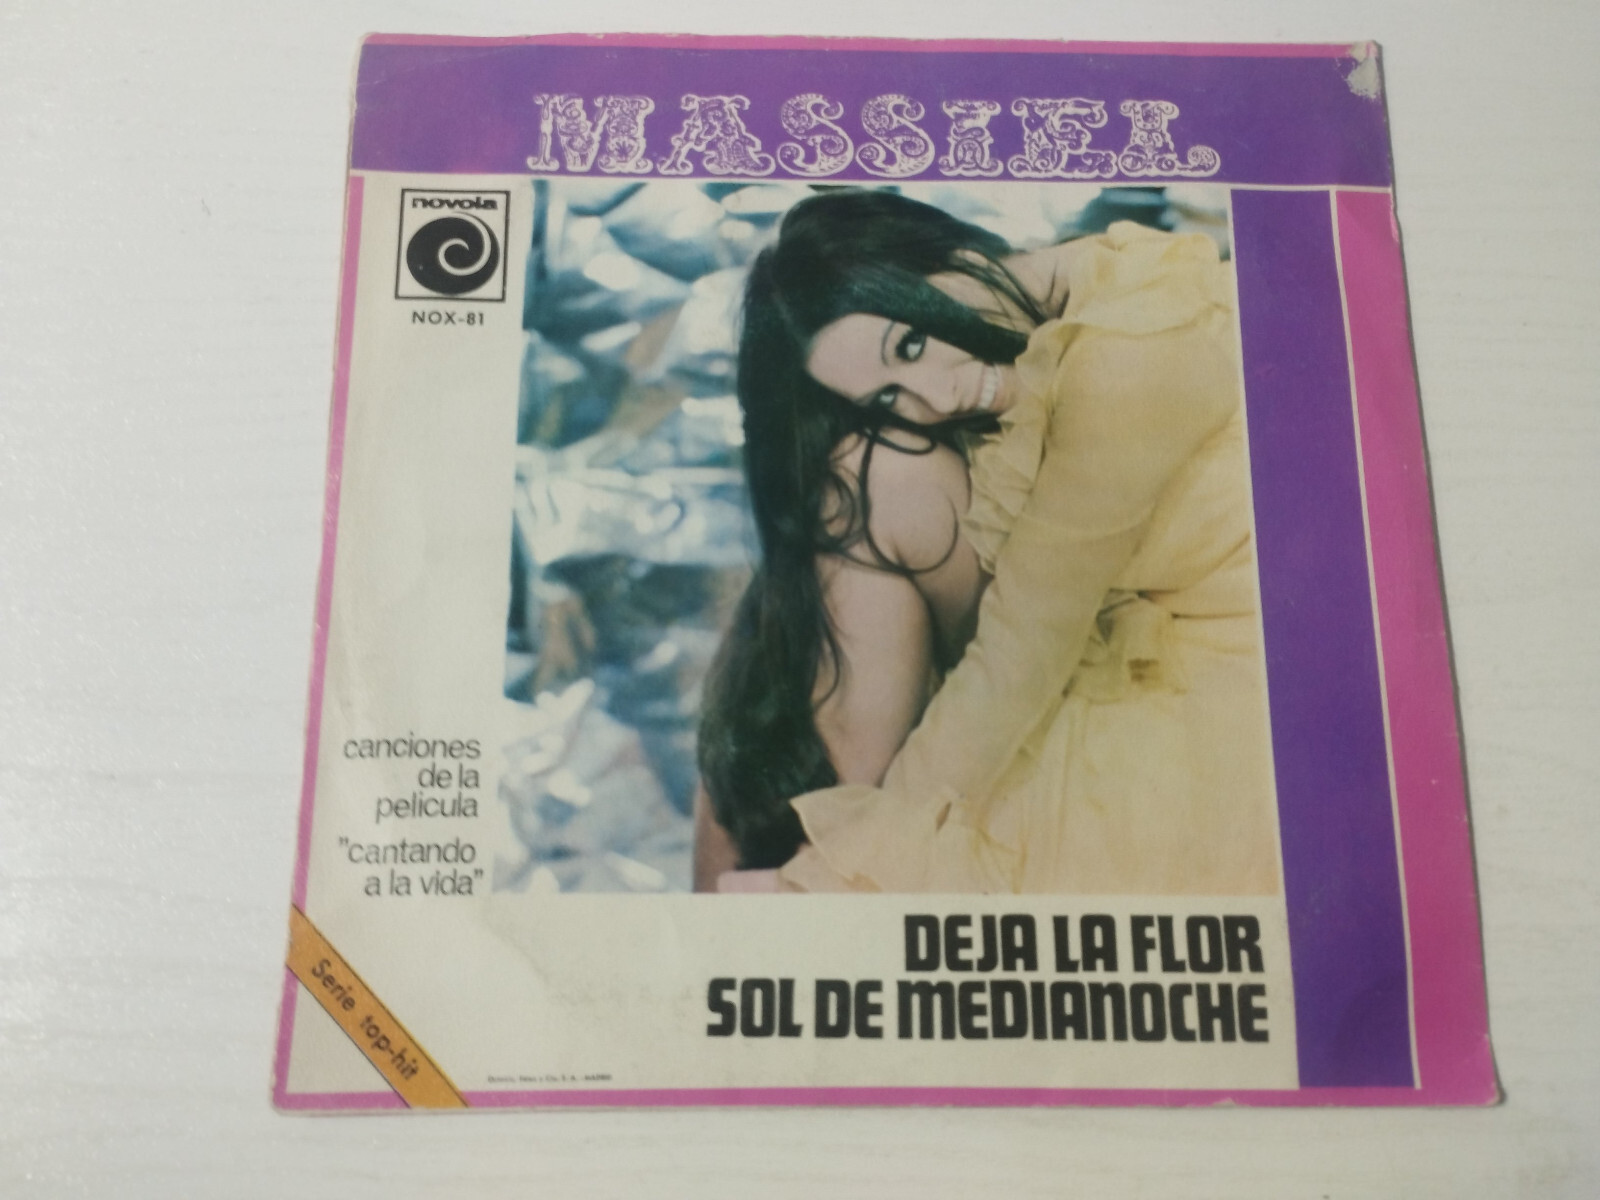 MASSIEL
novola
NOX-81
canciones
de la
pelicula
"cantando
a la vida"
DEJA LA FLOR
SOL DE MEDIANOCHE
Serie top-hit